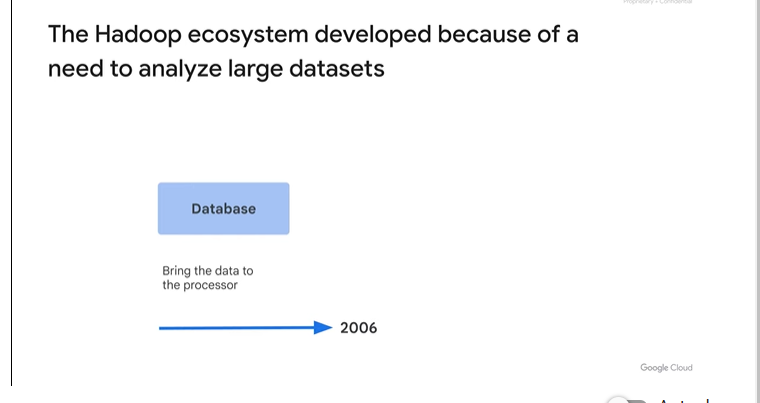 Proprietary + Confidential
The Hadoop ecosystem developed because of a
need to analyze large datasets
Database
Bring the data to
the processor
2006
Google Cloud